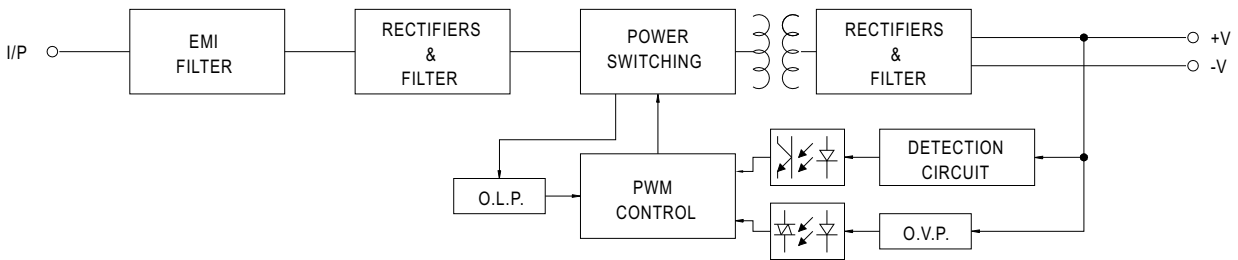 I/P
EMI
FILTER
RECTIFIERS
&
FILTER
POWER
SWITCHING
RECTIFIERS
&
FILTER
+V
-V
O.L.P.
PWM
CONTROL
DETECTION
CIRCUIT
O.V.P.